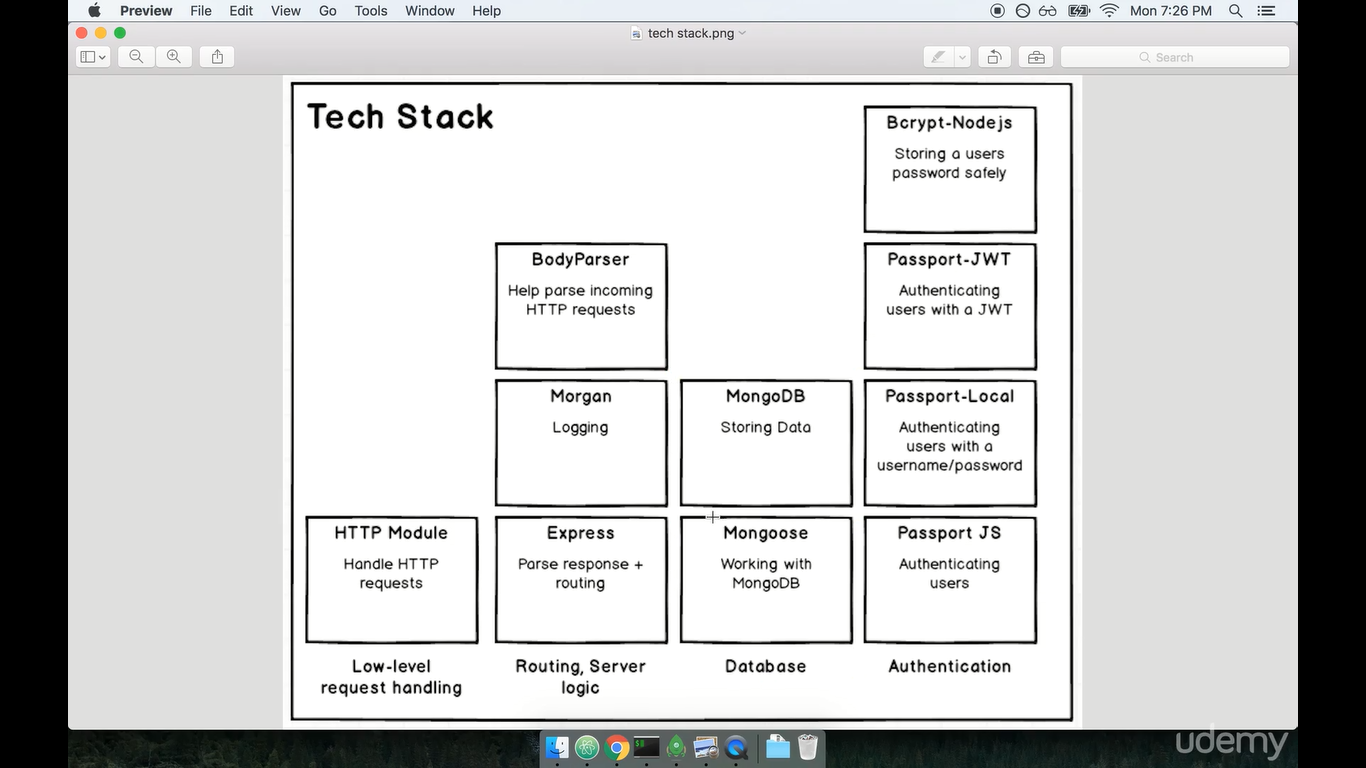 Preview File Edit View Go Tools Window Help Mon 7:26 PM
tech stack.png
Search
Tech Stack
Bcrypt-Nodejs
Storing a users
password safely
BodyParser
Help parse incoming
HTTP requests
Passport-JWT
Authenticating
users with a JWT
Morgan
Logging
MongoDB
Storing Data
Passport-Local
Authenticating
users with a
username/password
HTTP Module
Handle HTTP
requests
Express
Parse response +
routing
Mongoose
Working with
MongoDB
Passport JS
Authenticating
users
Low-level
request handling
Routing, Server
logic
Database
Authentication
udemy